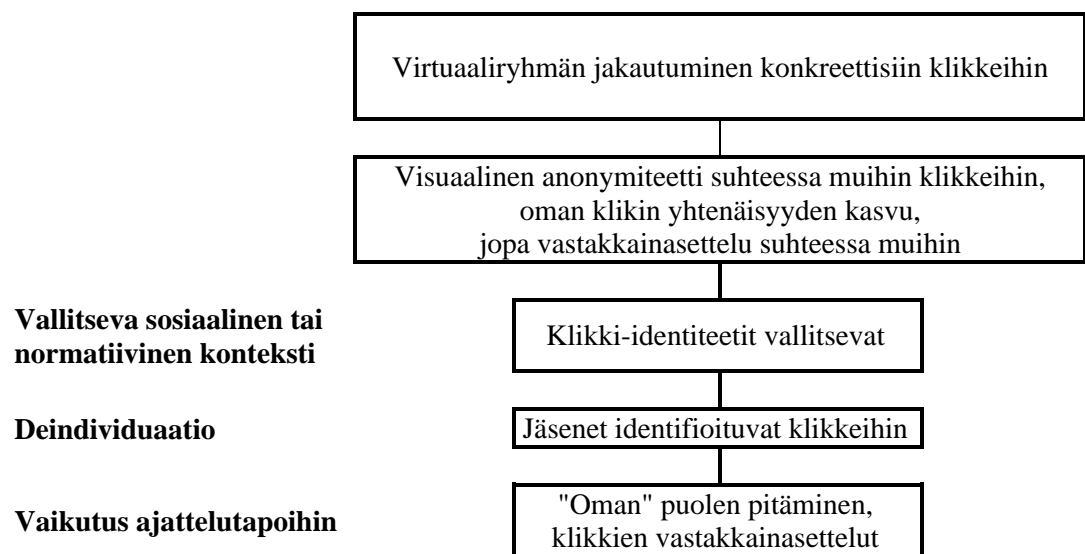 Virtuaaliryhmän jakautuminen konkreettisiin klikkeihin
Visuaalinen anonymiteetti suhteessa muihin klikkeihin,
oman klikin yhtenäisyyden kasvu,
jopa vastakkainasettelu suhteessa muihin
Vallitseva sosiaalinen tai
normatiivinen konteksti
Klikki-identiteetit vallitsevat
Deindividuaatio
Jäsenet identifioituvat klikkeihin
Vaikutus ajattelutapoihin
"Oman" puolen pitäminen,
klikkien vastakkainasettelut